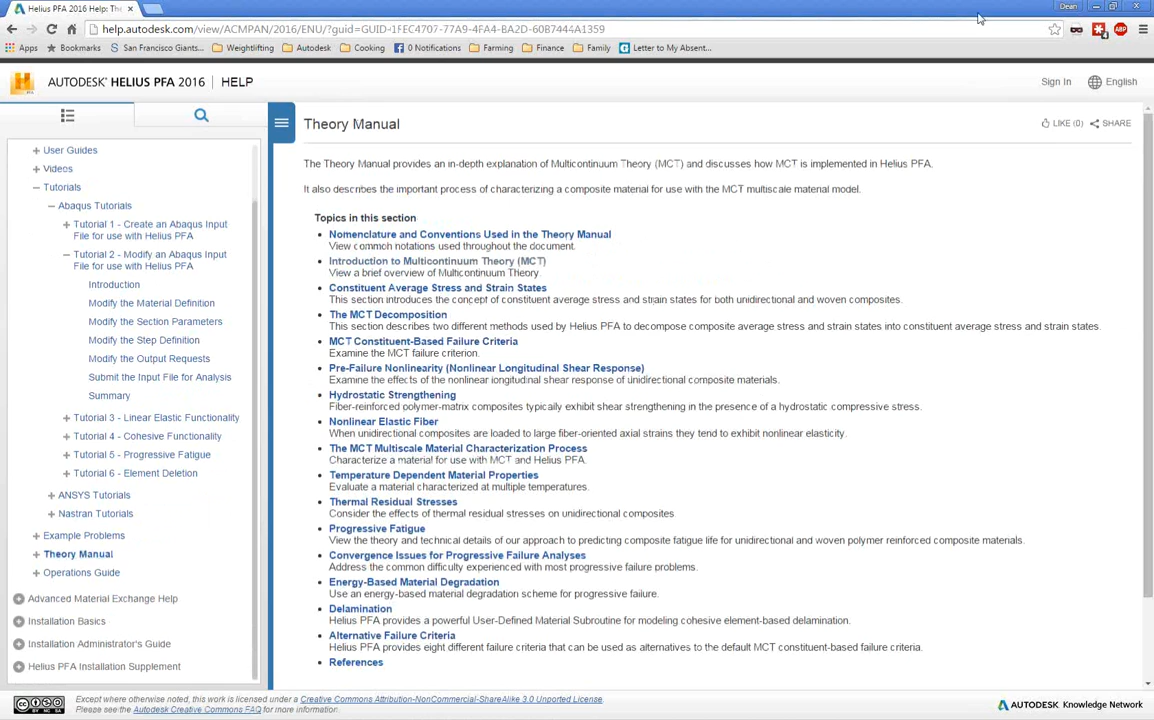 Helius PFA 2016 Help: The
Dean
help.autodesk.com/view/ACMPAN/2016/ENU/?guid=GUID-1FEC4707-77A9-4FA4-BA2D-60B7444A1359
Apps Bookmarks San Francisco Giants... Weightlifting Autodesk Cooking 0 Notifications Farming Finance Family Letter to My Absent...
AUTODESK® HELIUS PFA 2016 HELP
Sign In English
Theory Manual
LIKE (0) SHARE
User Guides
Videos
Tutorials
Abaqus Tutorials
Tutorial 1 - Create an Abaqus Input
File for use with Helius PFA
Tutorial 2 - Modify an Abaqus Input
File for use with Helius PFA
Introduction
Modify the Material Definition
Modify the Section Parameters
Modify the Step Definition
Modify the Output Requests
Submit the Input File for Analysis
Summary
Tutorial 3 - Linear Elastic Functionality
Tutorial 4 - Cohesive Functionality
Tutorial 5 - Progressive Fatigue
Tutorial 6 - Element Deletion
ANSYS Tutorials
Nastran Tutorials
Example Problems
Theory Manual
Operations Guide
Advanced Material Exchange Help
Installation Basics
Installation Administrator's Guide
Helius PFA Installation Supplement
The Theory Manual provides an in-depth explanation of Multicontinuum Theory (MCT) and discusses how MCT is implemented in Helius PFA.
It also describes the important process of characterizing a composite material for use with the MCT multiscale material model.
Topics in this section
Nomenclature and Conventions Used in the Theory Manual
View common notations used throughout the document.
Introduction to Multicontinuum Theory (MCT)
View a brief overview of Multicontinuum Theory.
Constituent Average Stress and Strain States
This section introduces the concept of constituent average stress and strain states for both unidirectional and woven composites.
The MCT Decomposition
This section describes two different methods used by Helius PFA to decompose composite average stress and strain states into constituent average stress and strain states.
MCT Constituent-Based Failure Criteria
Examine the MCT failure criterion.
Pre-Failure Nonlinearity (Nonlinear Longitudinal Shear Response)
Examine the effects of the nonlinear longitudinal shear response of unidirectional composite materials.
Hydrostatic Strengthening
Fiber-reinforced polymer-matrix composites typically exhibit shear strengthening in the presence of a hydrostatic compressive stress.
Nonlinear Elastic Fiber
When unidirectional composites are loaded to large fiber-oriented axial strains they tend to exhibit nonlinear elasticity.
The MCT Multiscale Material Characterization Process
Characterize a material for use with MCT and Helius PFA.
Temperature Dependent Material Properties
Evaluate a material characterized at multiple temperatures.
Thermal Residual Stresses
Consider the effects of thermal residual stresses on unidirectional composites.
Progressive Fatigue
View the theory and technical details of our approach to predicting composite fatigue life for unidirectional and woven polymer reinforced composite materials.
Convergence Issues for Progressive Failure Analyses
Address the common difficulty experienced with most progressive failure problems.
Energy-Based Material Degradation
Use an energy-based material degradation scheme for progressive failure.
Delamination
Helius PFA provides a powerful User-Defined Material Subroutine for modeling cohesive element-based delamination.
Alternative Failure Criteria
Helius PFA provides eight different failure criteria that can be used as alternatives to the default MCT constituent-based failure criteria.
References
Except where otherwise noted, this work is licensed under a Creative Commons Attribution-NonCommercial-ShareAlike 3.0 Unported License.
Please see the Autodesk Creative Commons FAQ for more information.
AUTODESK Knowledge Network